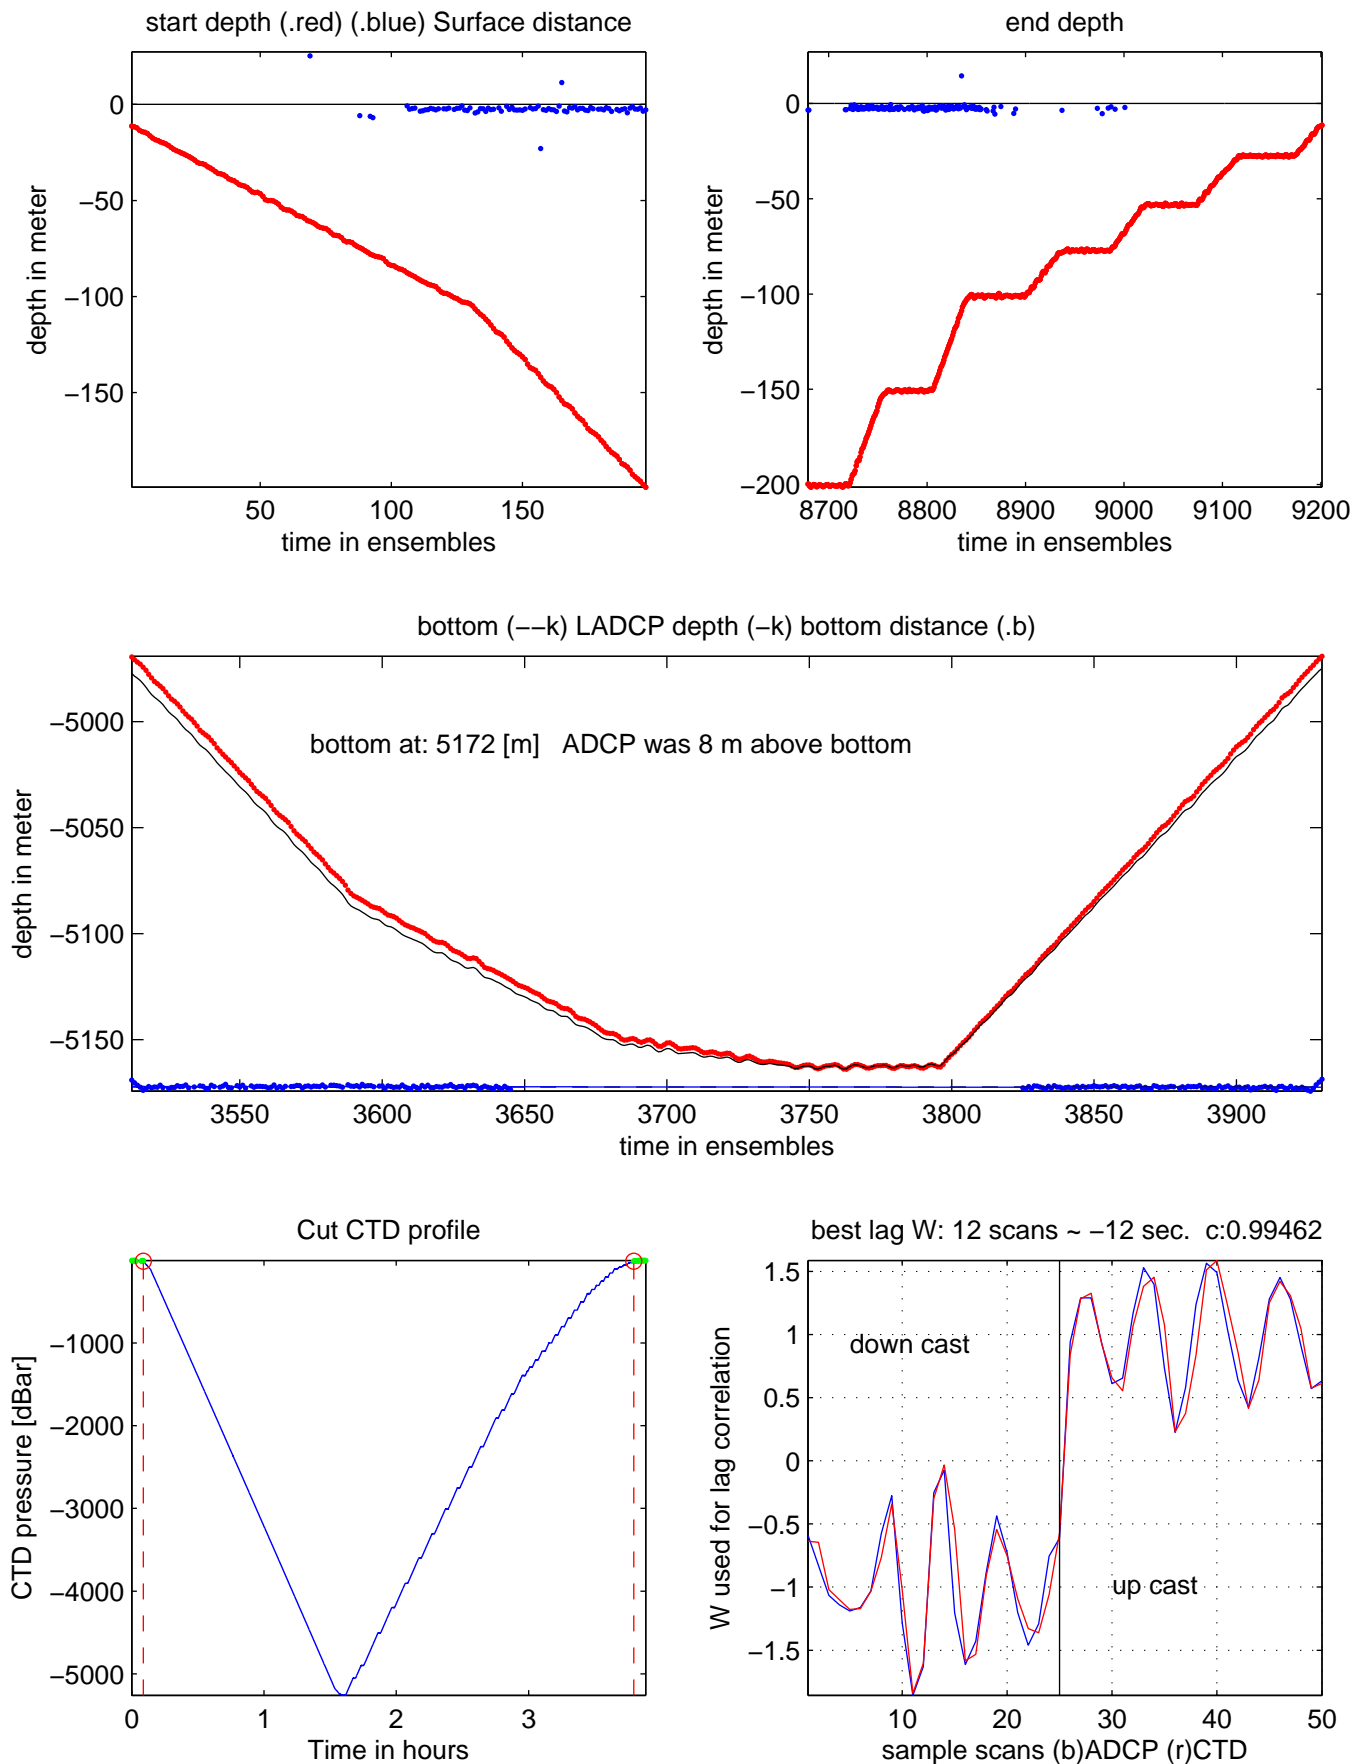 start depth (.red) (.blue) Surface distance
end depth
0
−50
−100
−150
depth in meter
50
100
150
time in ensembles
0
−50
−100
−150
−200
depth in meter
8700
8800
8900
9000
9100
9200
time in ensembles
bottom (−−k) LADCP depth (−k) bottom distance (.b)
−5000
−5050
−5100
−5150
depth in meter
bottom at: 5172 [m]   ADCP was 8 m above bottom
3550
3600
3650
3700
3750
3800
3850
3900
time in ensembles
Cut CTD profile
−1000
−2000
−3000
−4000
−5000
CTD pressure [dBar]
0
1
2
3
Time in hours
best lag W: 12 scans ~ −12 sec.  c:0.99462
1.5
1
0.5
0
−0.5
−1
−1.5
W used for lag correlation
down cast
up cast
10
20
30
40
50
sample scans (b)ADCP (r)CTD